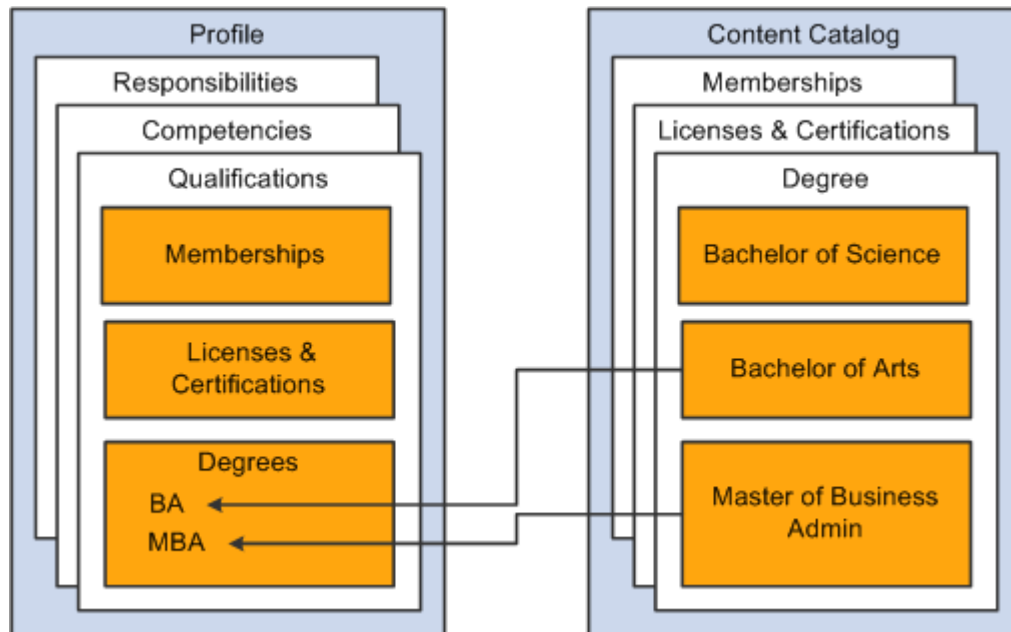 Profile
Responsibilities
Competencies
Qualifications
Memberships
Licenses &
Certifications
Degrees
BA
MBA
Content Catalog
Memberships
Licenses & Certifications
Degree
Bachelor of Science
Bachelor of Arts
Master of Business
Admin